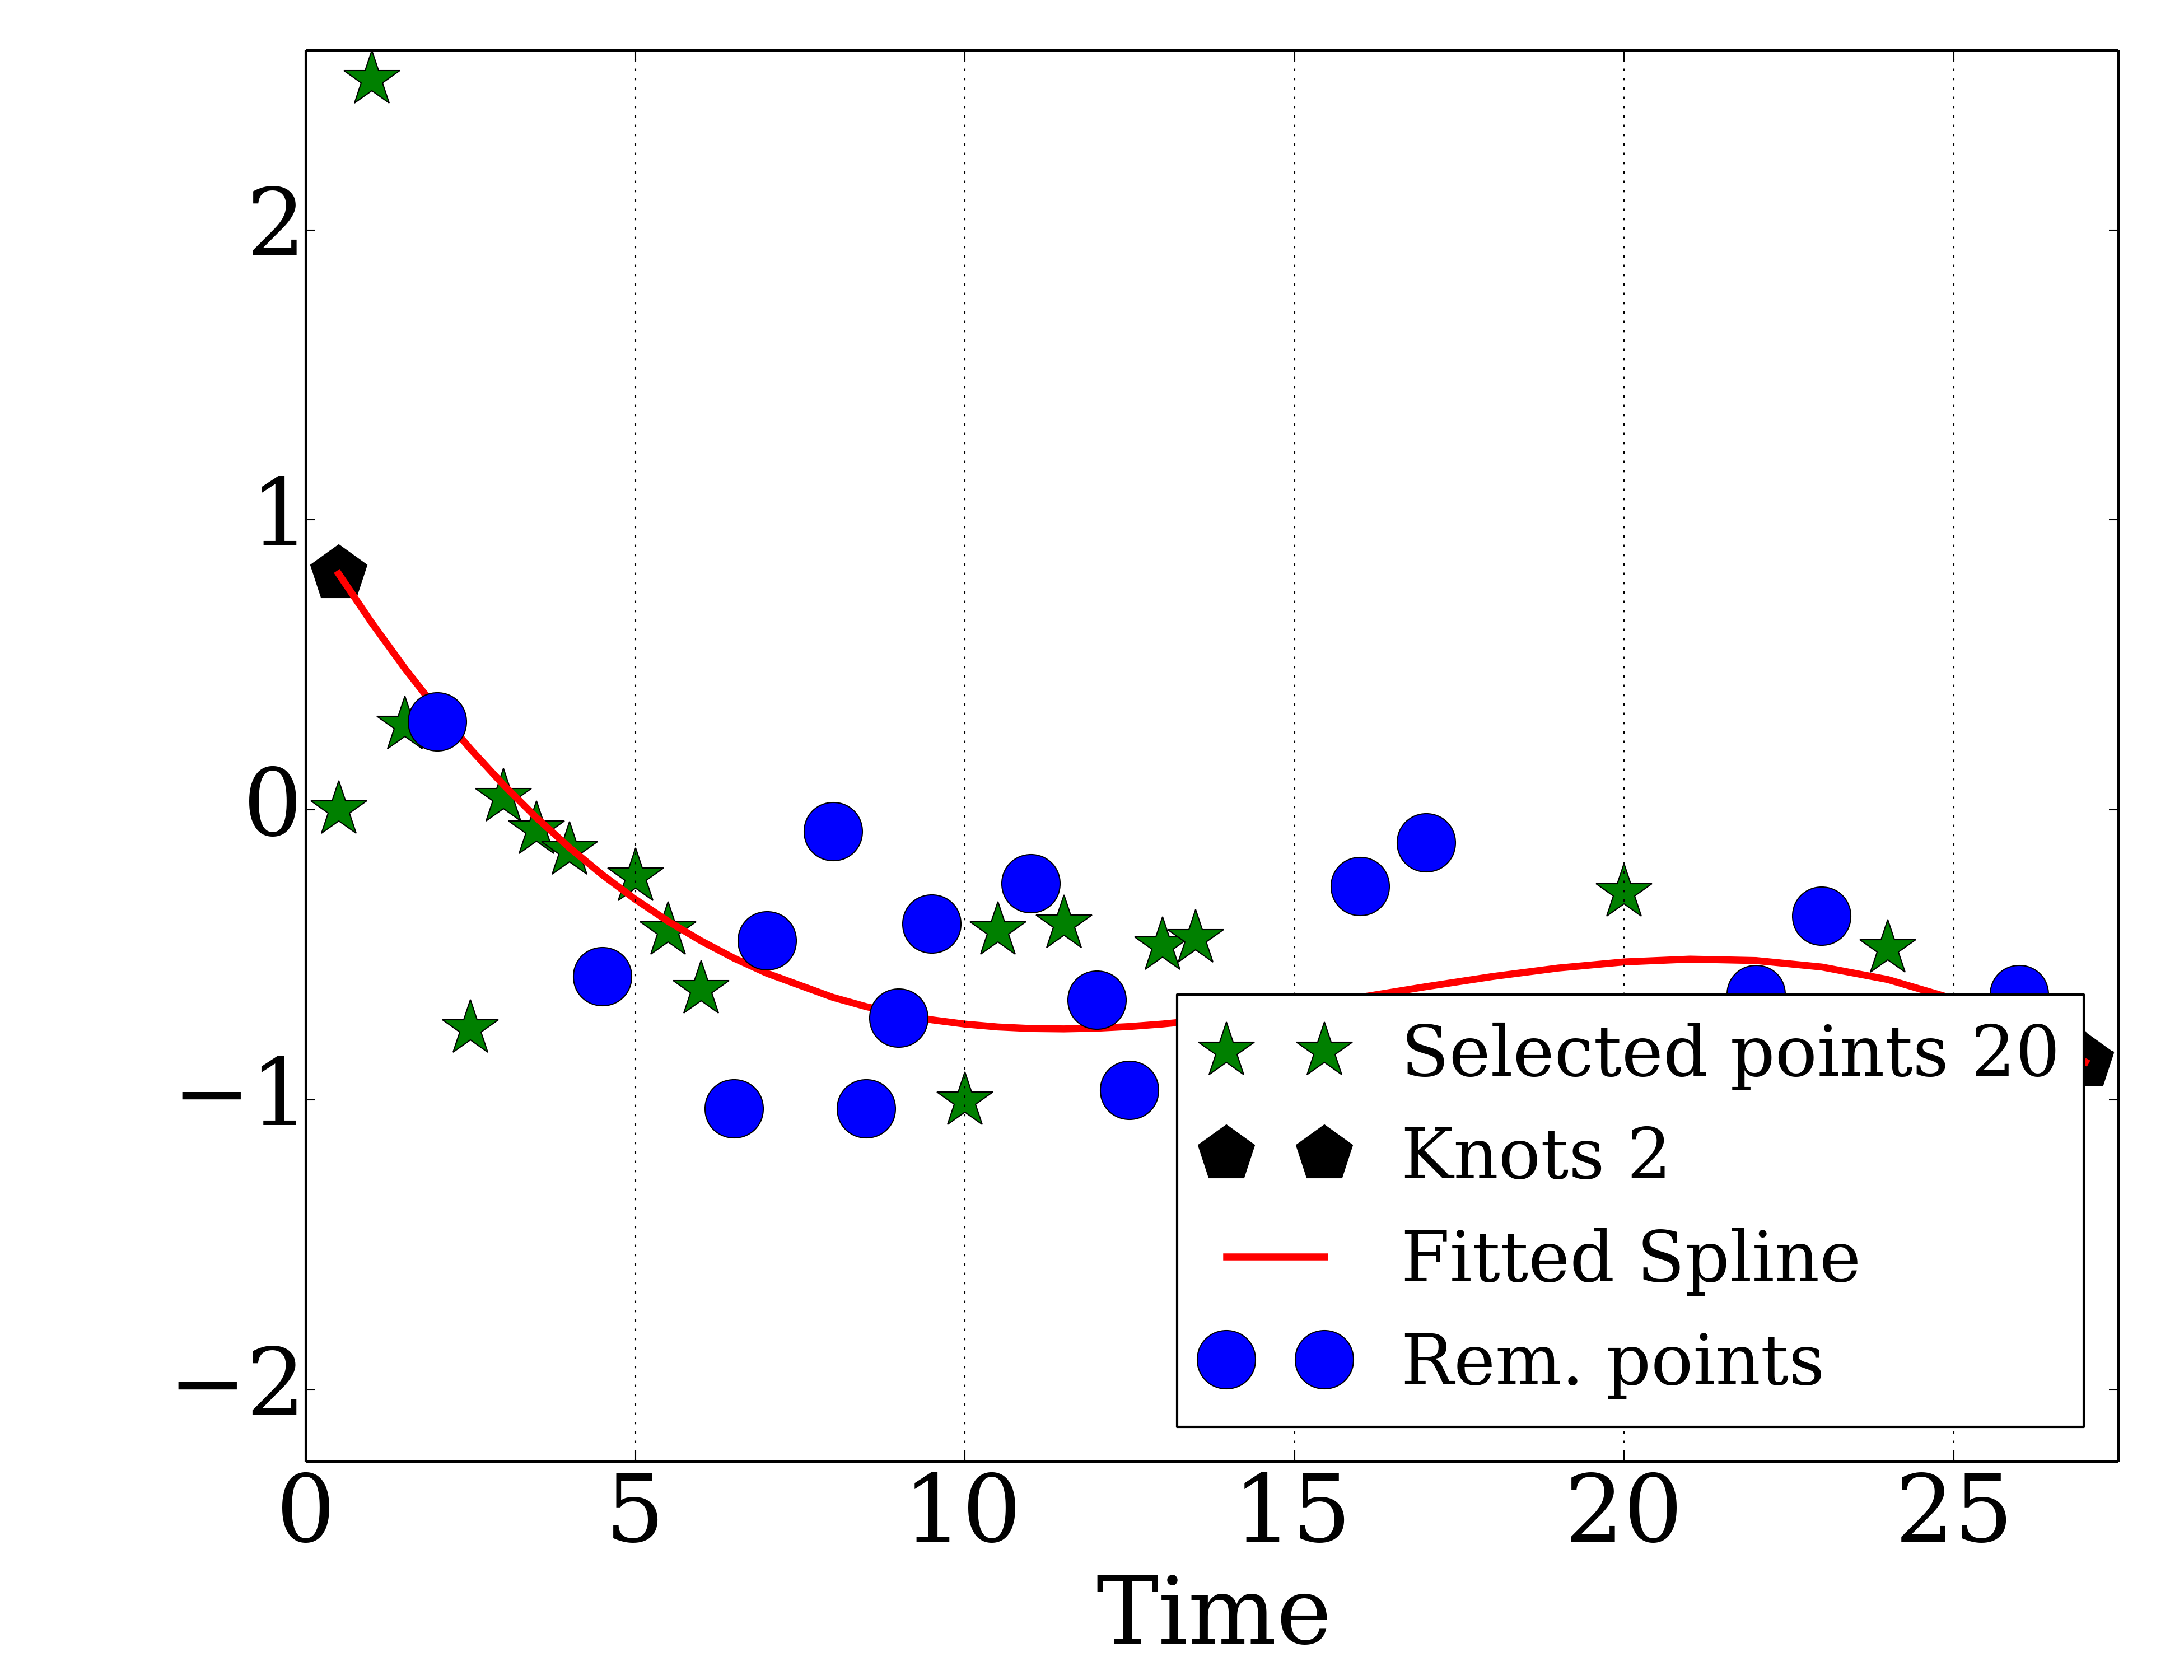 2
1
0
−1
−2
Selected points 20
Knots 2
Fitted Spline
Rem. points
0 5 10 15 20 25
Time